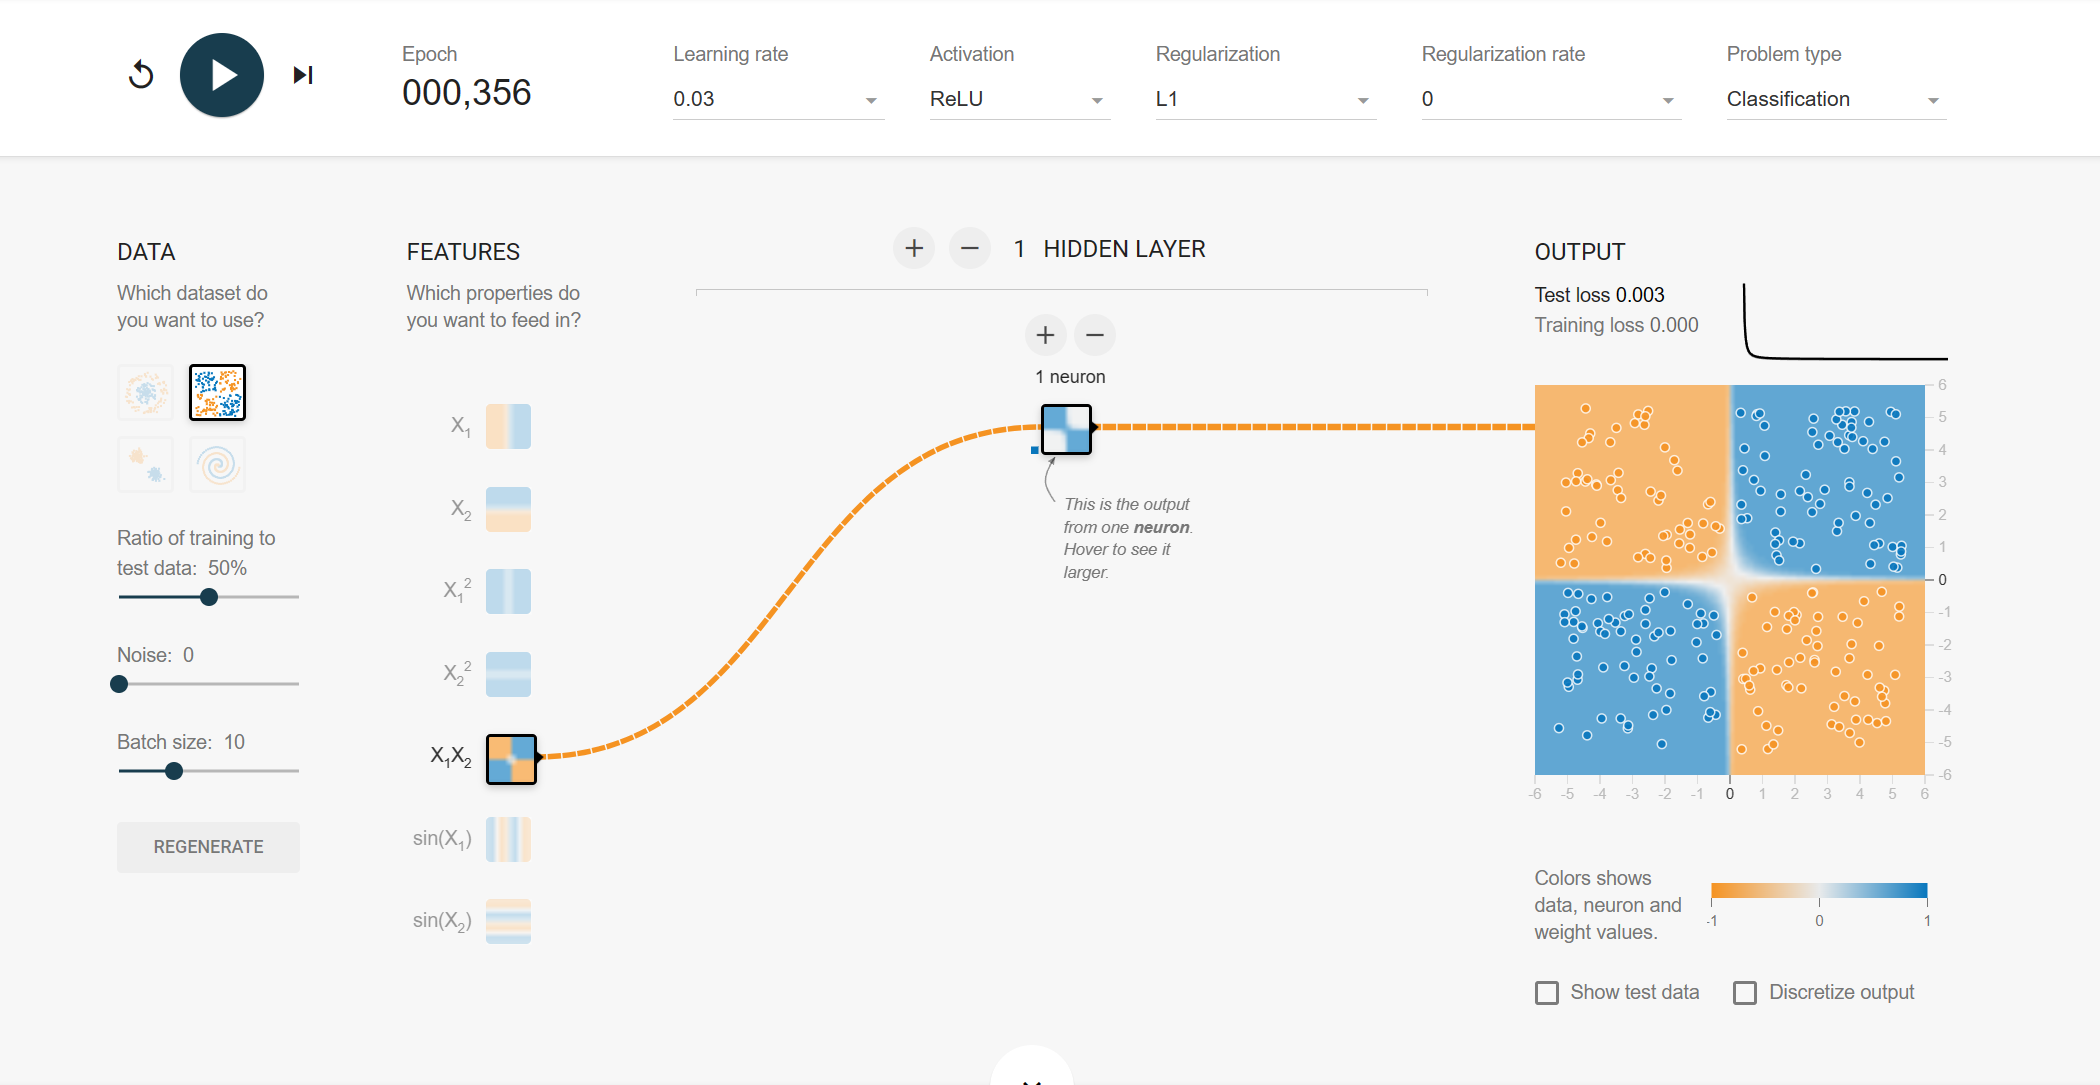 Epoch
000,356
Learning rate
0.03
Activation
ReLU
Regularization
L1
Regularization rate
0
Problem type
Classification
DATA
Which dataset do
you want to use?
Ratio of training to
test data: 50%
Noise: 0
Batch size: 10
REGENERATE
FEATURES
Which properties do
you want to feed in?
X1
X2
X1²
X2²
X1X2
sin(X1)
sin(X2)
1 HIDDEN LAYER
1 neuron
This is the output
from one neuron.
Hover to see it
larger.
OUTPUT
Test loss 0.003
Training loss 0.000
6
5
4
3
2
1
0
-1
-2
-3
-4
-5
-6
-6 -5 -4 -3 -2 -1 0 1 2 3 4 5 6
Colors shows
data, neuron and
weight values.
-1 0 1
Show test data
Discretize output